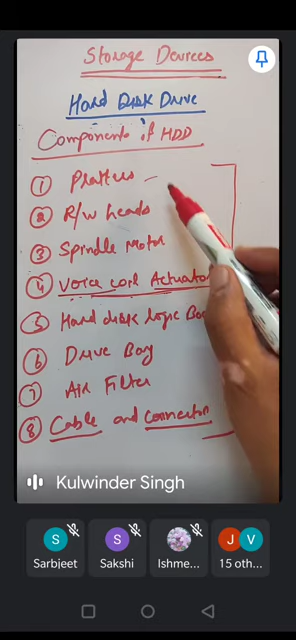 Storage Devices
Hard Disk Drive
Components of HDD
① Platters —
② R/w heads
③ Spindle Motor
④ Voice coil Actuator
⑤ Hard disk logic Bo
⑥ Drive Bay
⑦ Air Filter
⑧ Cable and Connector
Kulwinder Singh
S S J V
Sarbjeet Sakshi Ishme... 15 oth...